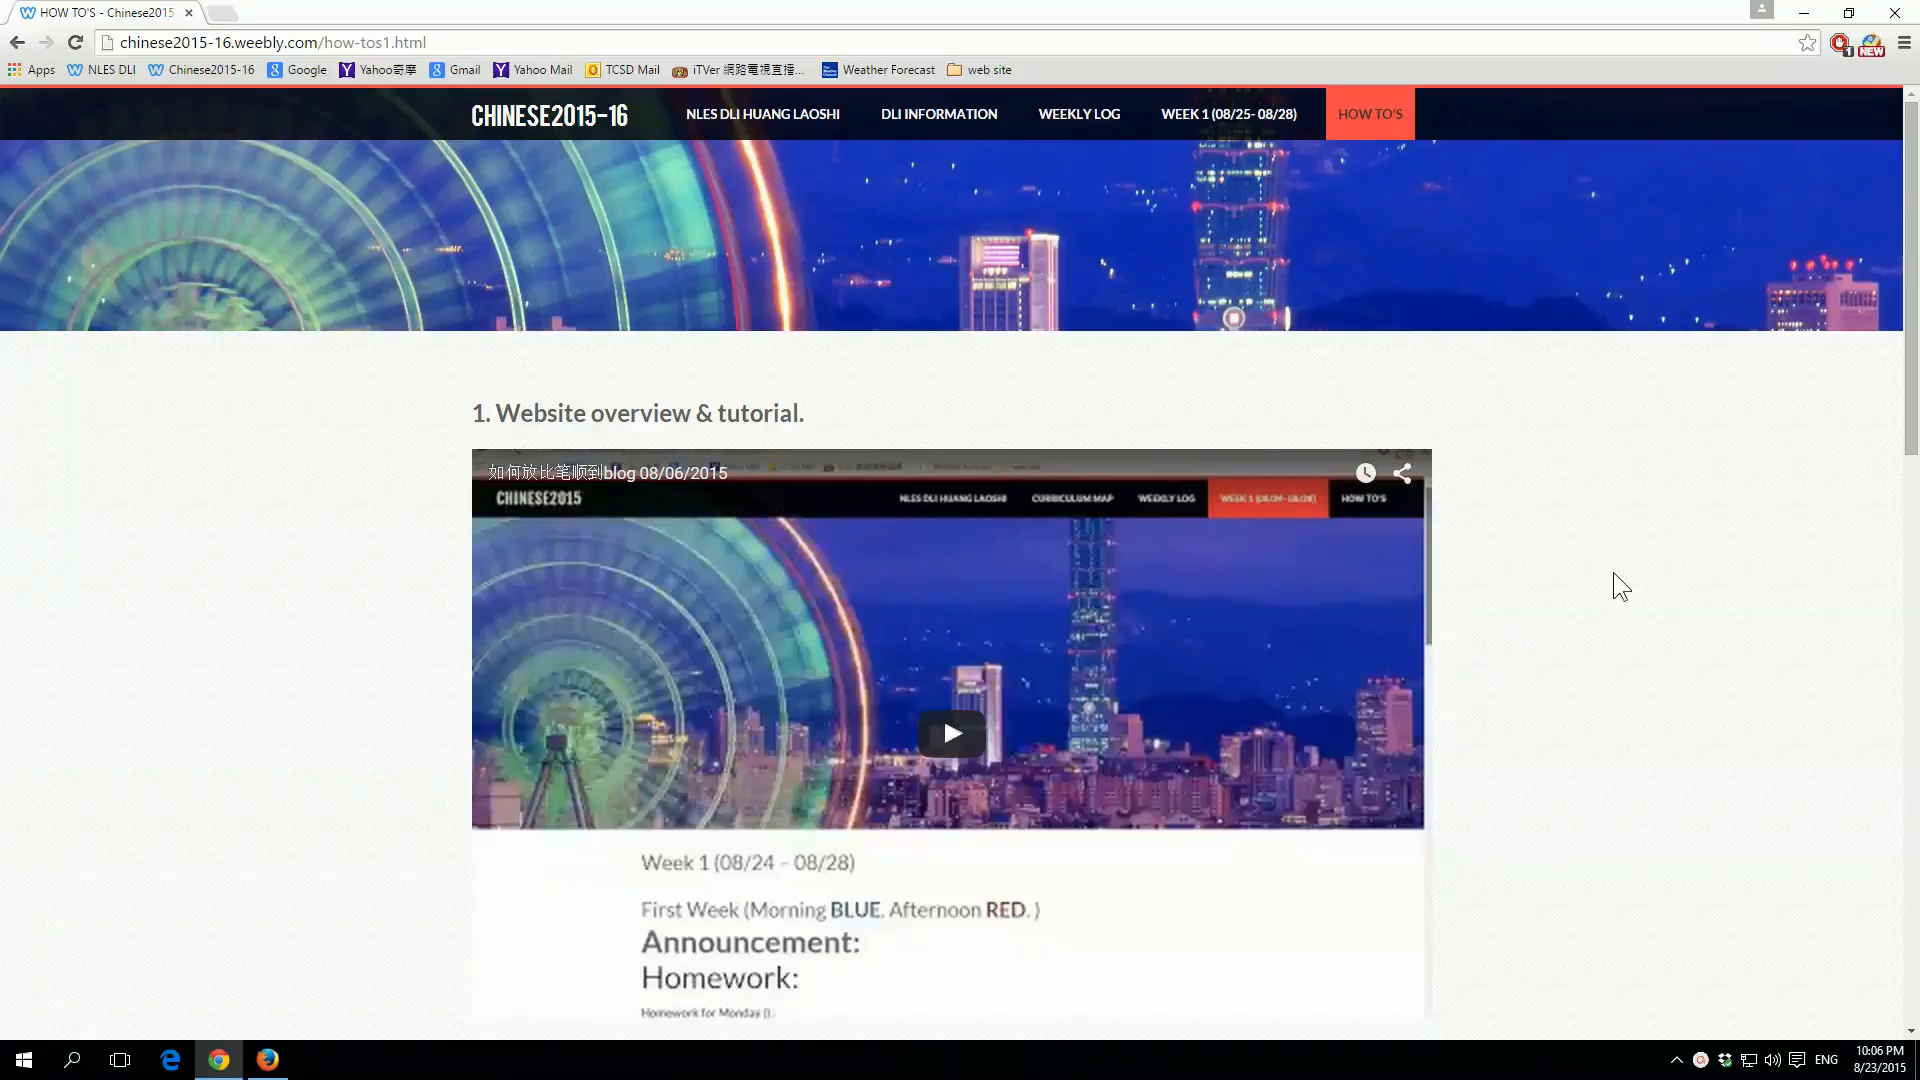 HOW TO'S - Chinese2015
chinese2015-16.weebly.com/how-tos1.html
1
NEW
Apps NLES DLI Chinese2015-16 Google Yahoo奇摩 Gmail Yahoo Mail TCSD Mail iTVer 網路電視直播... Weather Forecast web site
CHINESE2015-16 NLES DLI HUANG LAOSHI DLI INFORMATION WEEKLY LOG WEEK 1 (08/25- 08/28) HOW TO'S
1. Website overview & tutorial.
如何放比笔顺到blog 08/06/2015
CHINESE2015 NLES DLI HUANG LAOSHI CURRICULUM MAP WEEKLY LOG WEEK 1 (08/24- 08/28) HOW TO'S
Week 1 (08/24 - 08/28)
First Week (Morning BLUE. Afternoon RED. )
Announcement:
Homework:
Homework for Monday
ENG
10:06 PM
8/23/2015